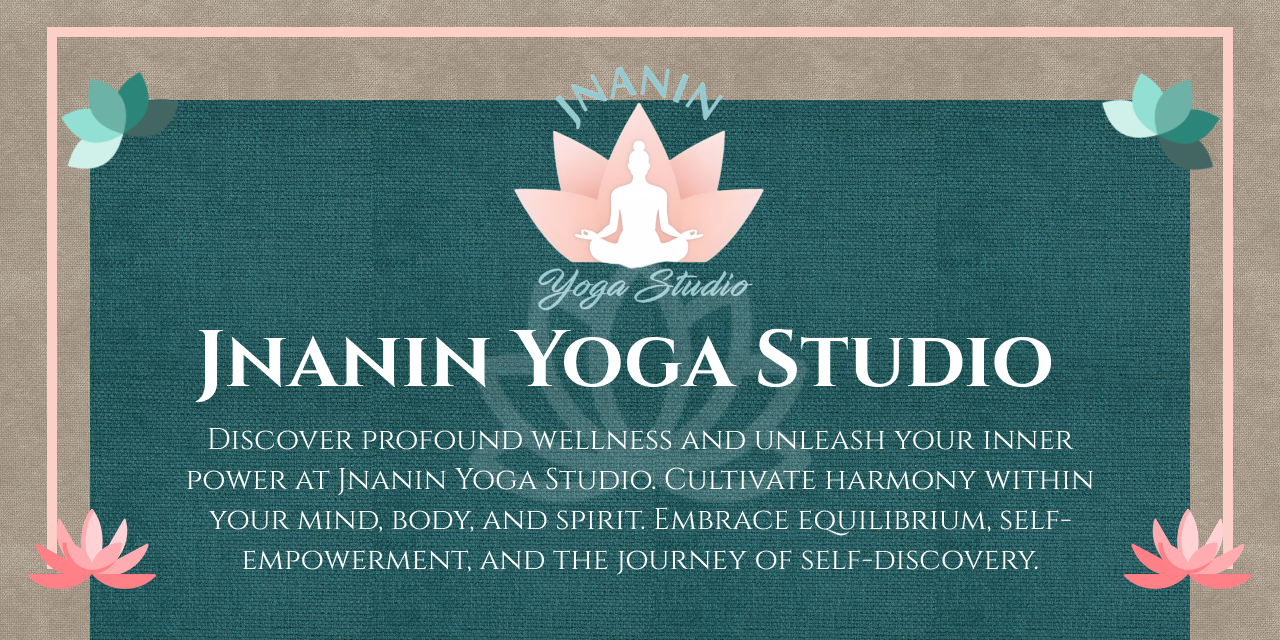 JNANIN
Yoga Studio
Jnanin Yoga Studio
Discover profound wellness and unleash your inner
power at Jnanin Yoga Studio. Cultivate harmony within
your mind, body, and spirit. Embrace equilibrium, self-
empowerment, and the journey of self-discovery.